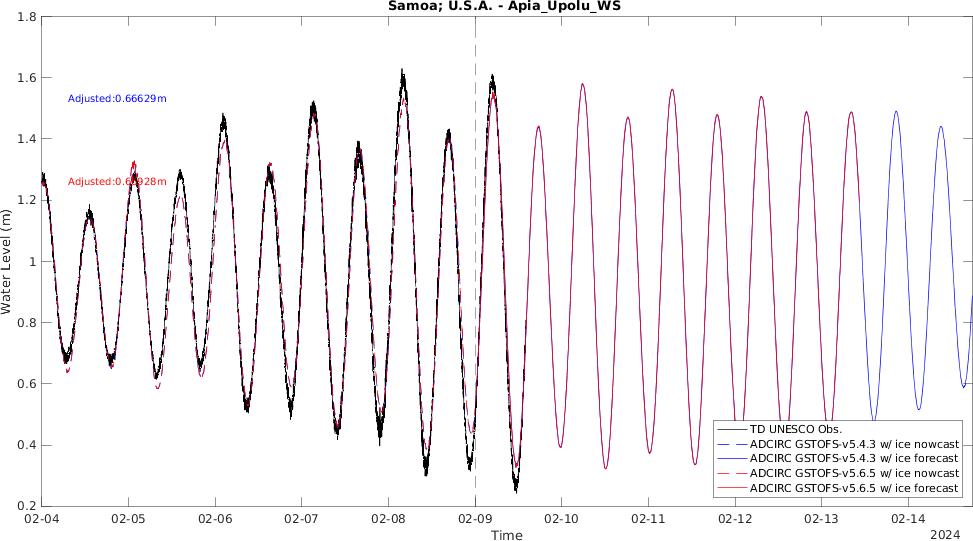 Samoa; U.S.A. - Apia_Upolu_WS
1.8
1.6
1.4
1.2
1
0.8
0.6
0.4
0.2
Water Level (m)
Adjusted:0.66629m
TD UNESCO Obs.
ADCIRC GSTOFS-v5.4.3 w/ ice nowcast
ADCIRC GSTOFS-v5.4.3 w/ ice forecast
ADCIRC GSTOFS-v5.6.5 w/ ice nowcast
ADCIRC GSTOFS-v5.6.5 w/ ice forecast
02-04 02-05 02-06 02-07 02-08 02-09 02-10 02-11 02-12 02-13 02-14
Time
2024